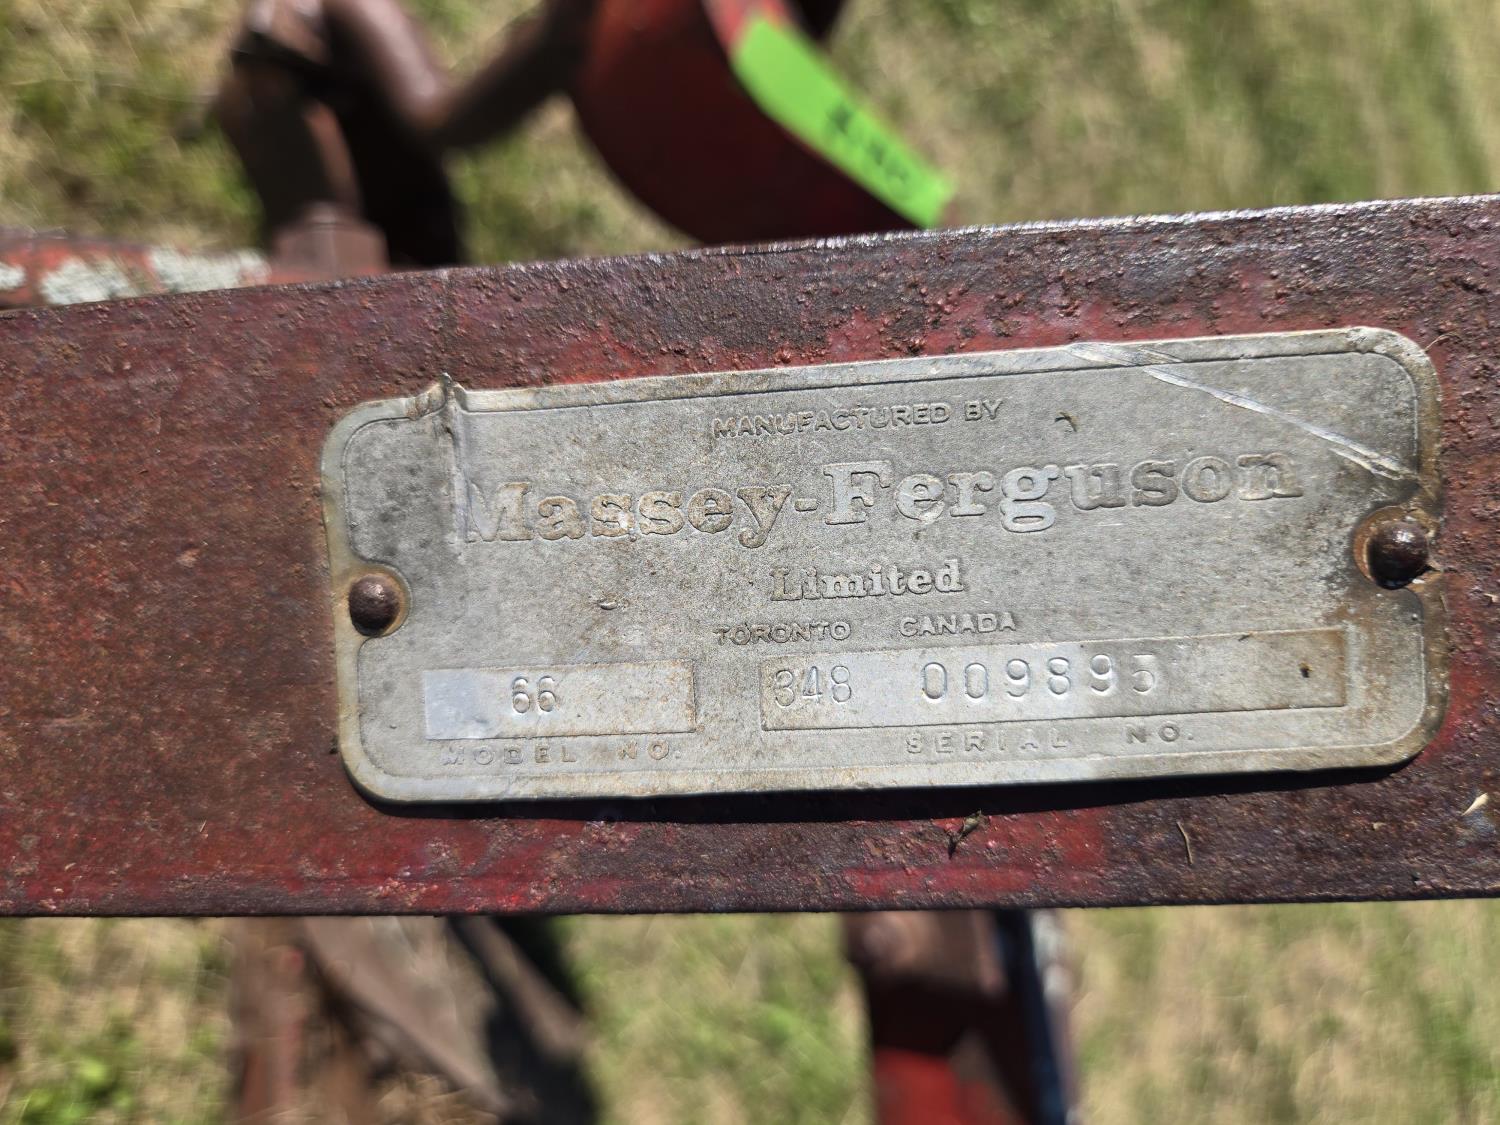 MANUFACTURED BY
Massey-Ferguson
Limited
TORONTO CANADA
66 348 009895
MODEL NO. SERIAL NO.